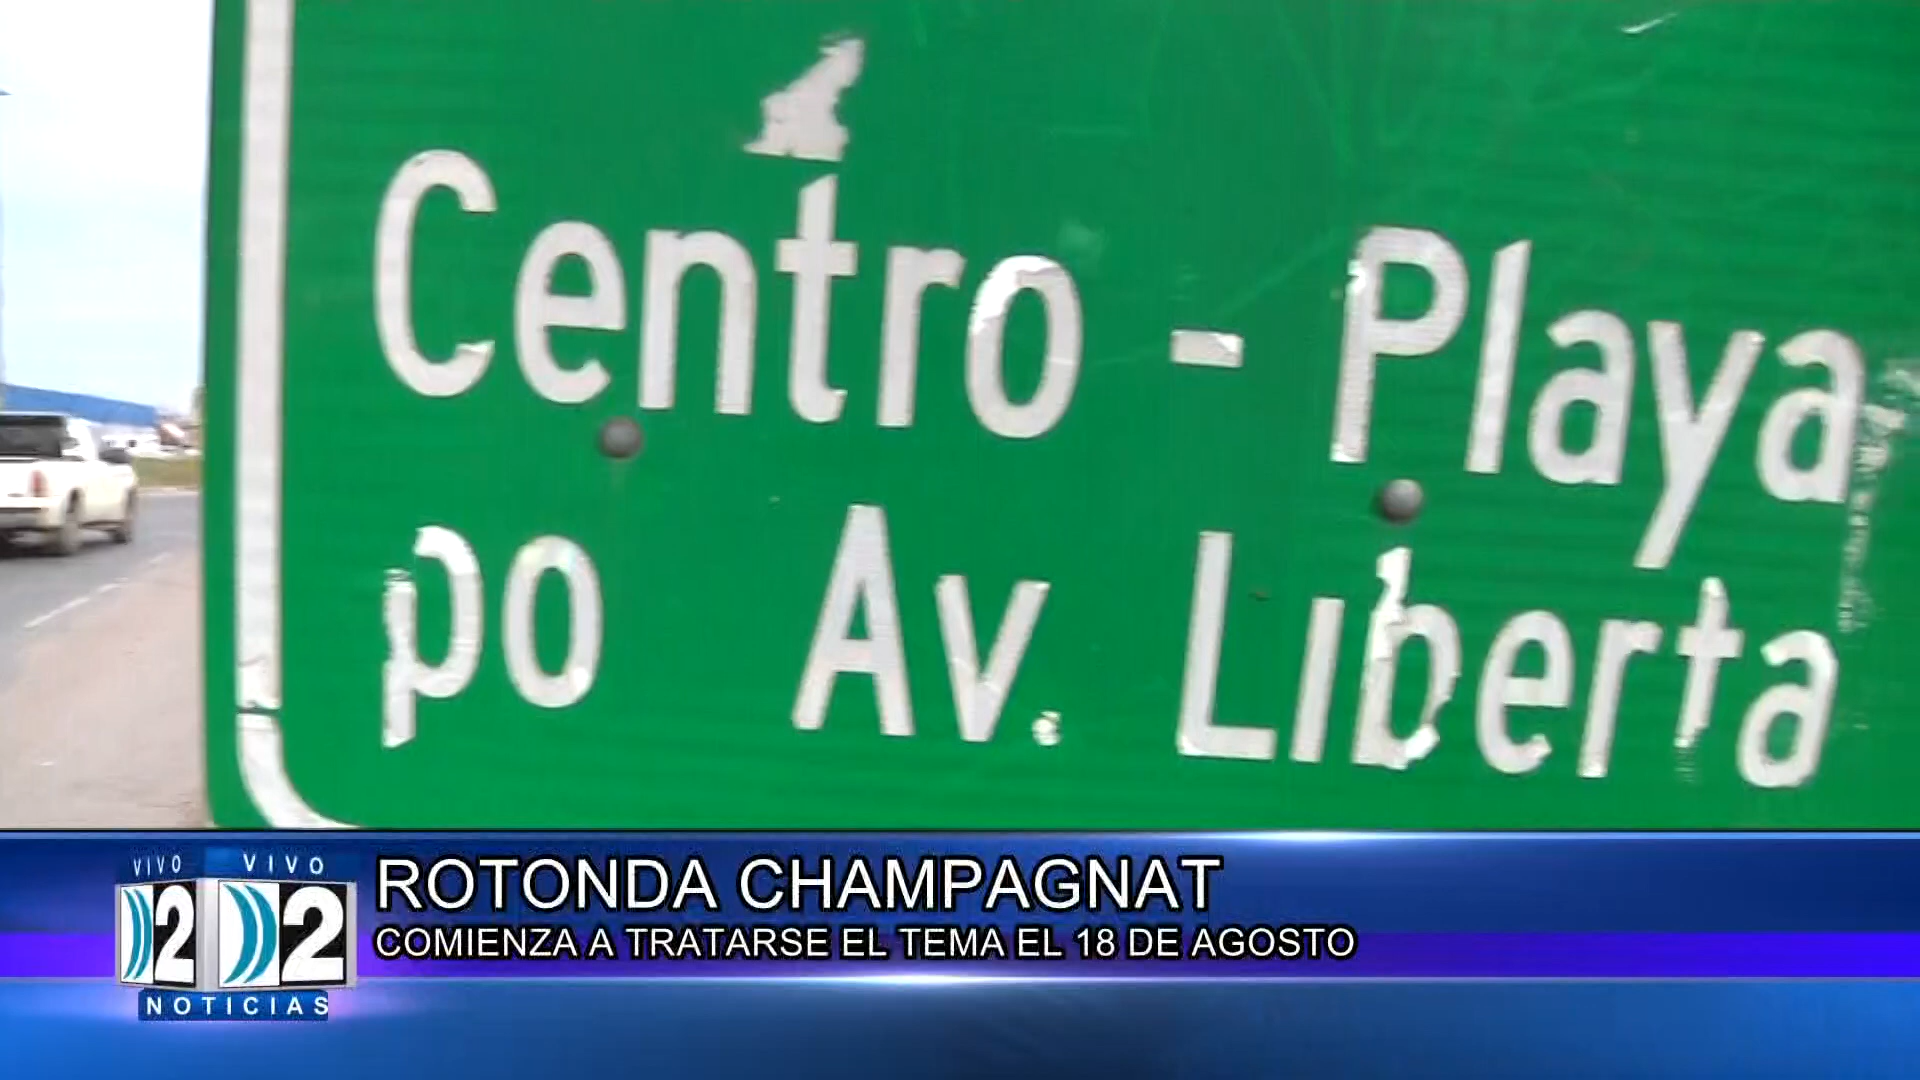 Centro - Playa
po Av. Liberta
VIVO VIVO
2 2
NOTICIAS
ROTONDA CHAMPAGNAT
COMIENZA A TRATARSE EL TEMA EL 18 DE AGOSTO